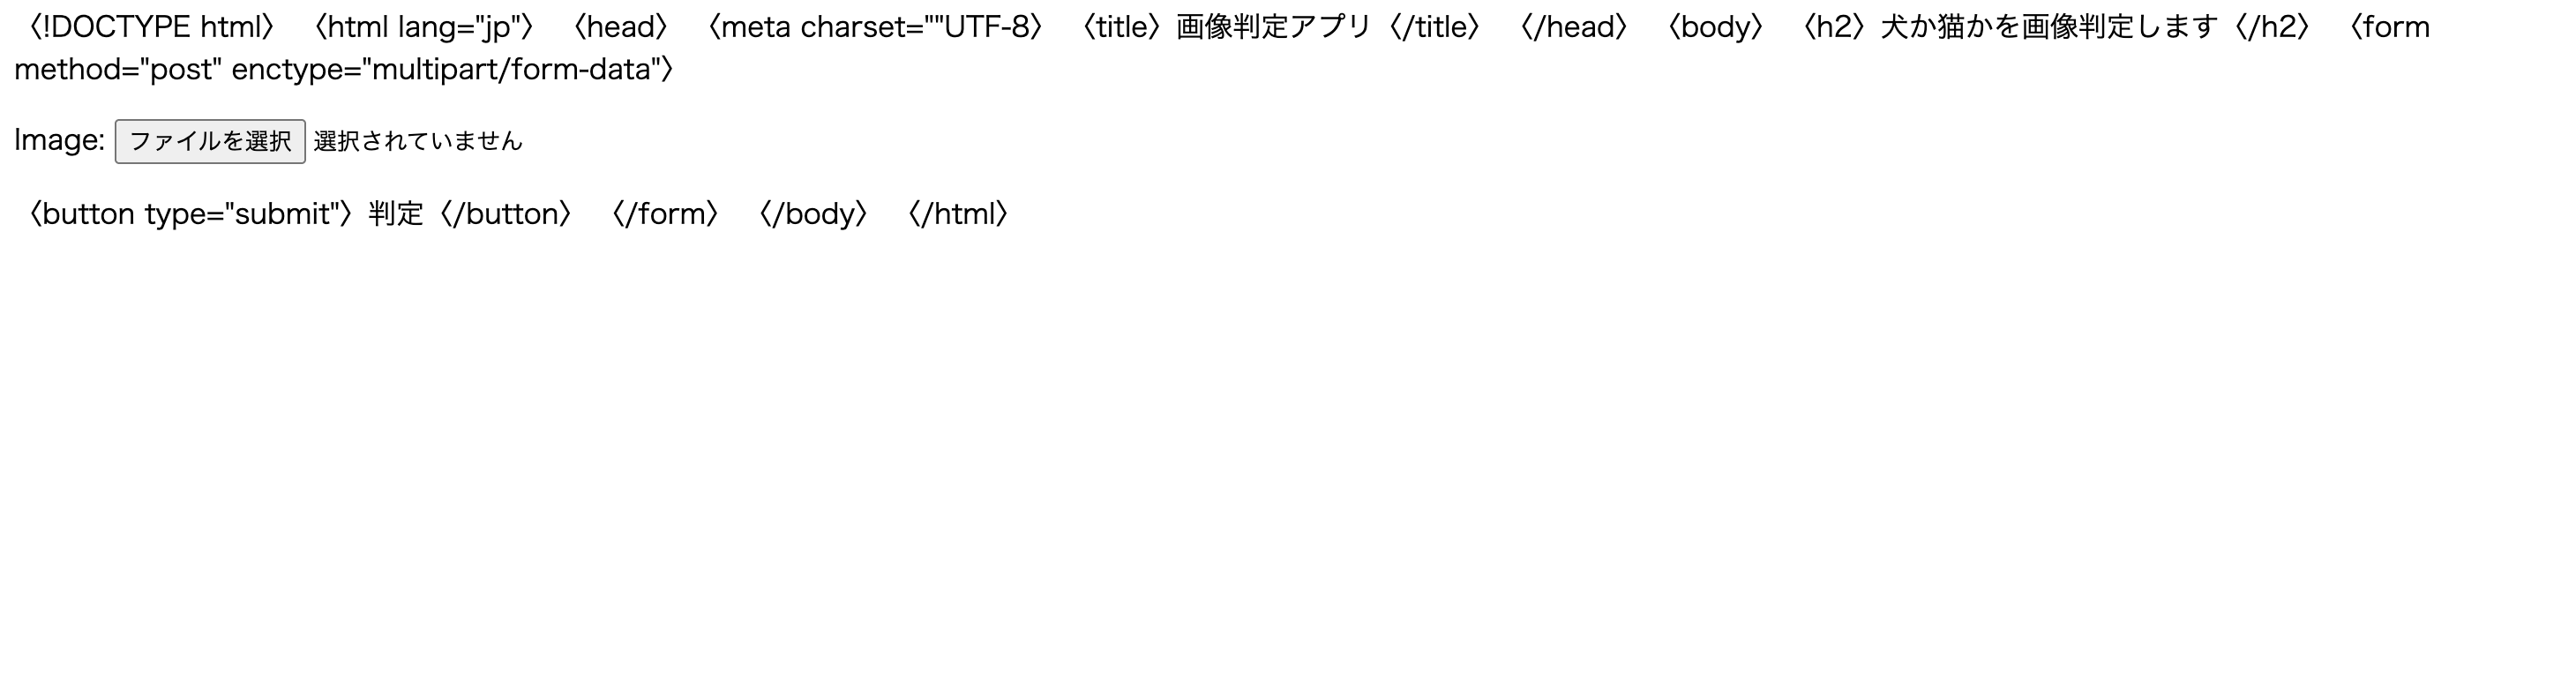 〈!DOCTYPE html〉 〈html lang="jp"〉 〈head〉 〈meta charset=""UTF-8〉 〈title〉画像判定アプリ〈/title〉 〈/head〉 〈body〉 〈h2〉犬か猫かを画像判定します〈/h2〉 〈form
method="post" enctype="multipart/form-data"〉
Image: ファイルを選択 選択されていません
〈button type="submit"〉判定〈/button〉 〈/form〉 〈/body〉 〈/html〉